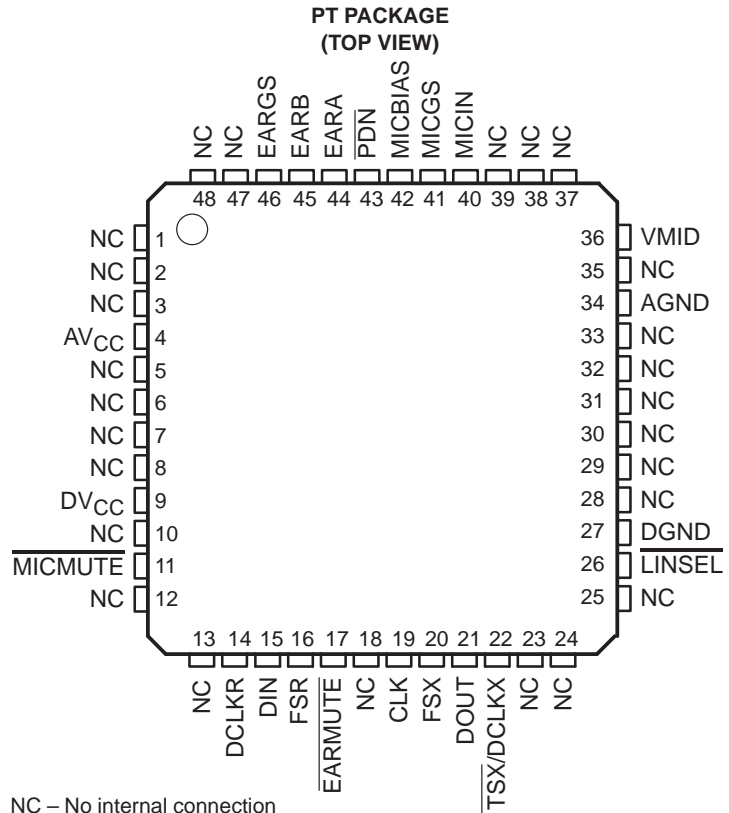 PT PACKAGE
(TOP VIEW)
NC
NC
EARGS
EARB
EARA
PDN
MICBIAS
MICGS
MICIN
NC
NC
NC
48 47 46 45 44 43 42 41 40 39 38 37
NC 1
NC 2
NC 3
AVCC 4
NC 5
NC 6
NC 7
NC 8
DVCC 9
NC 10
MICMUTE 11
NC 12
36 VMID
35 NC
34 AGND
33 NC
32 NC
31 NC
30 NC
29 NC
28 NC
27 DGND
26 LINSEL
25 NC
13 14 15 16 17 18 19 20 21 22 23 24
NC
DCLKR
DIN
FSR
EARMUTE
NC
CLK
FSX
DOUT
TSX/DCLKX
NC
NC
NC – No internal connection